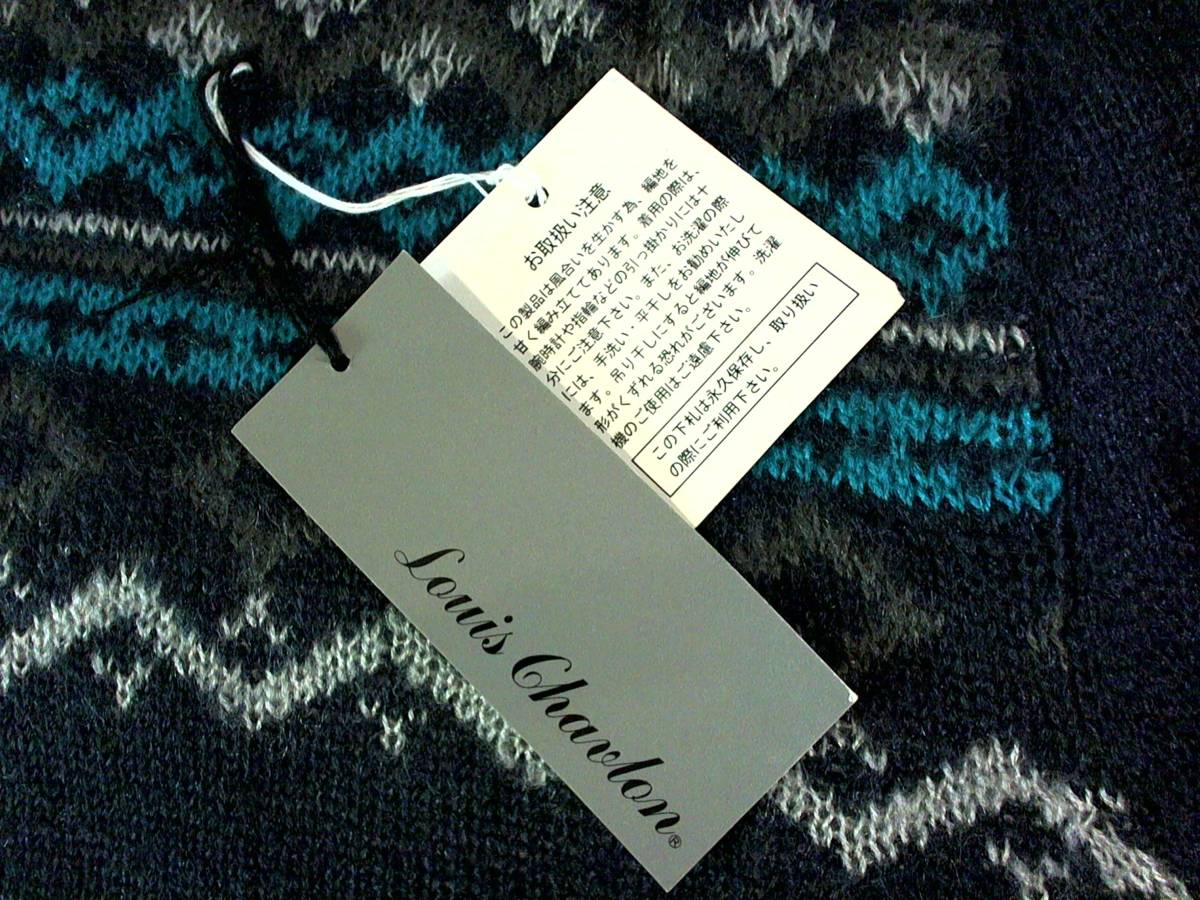 お取扱い注意
この製品は風合いを生かす為、編地を
甘く編み立ててあります。着用の際は、
腕時計や指輪などの引っ掛かりには十
分にご注意下さい。また、お洗濯の際
には、手洗い・平干しをお勧めいたし
ます。吊り干しにすると編地が伸びて
形がくずれる恐れがございます。洗濯
機のご使用はご遠慮下さい。
この下札は永久保存し、取り扱い
の際にご利用下さい。
Louis Chavlon®